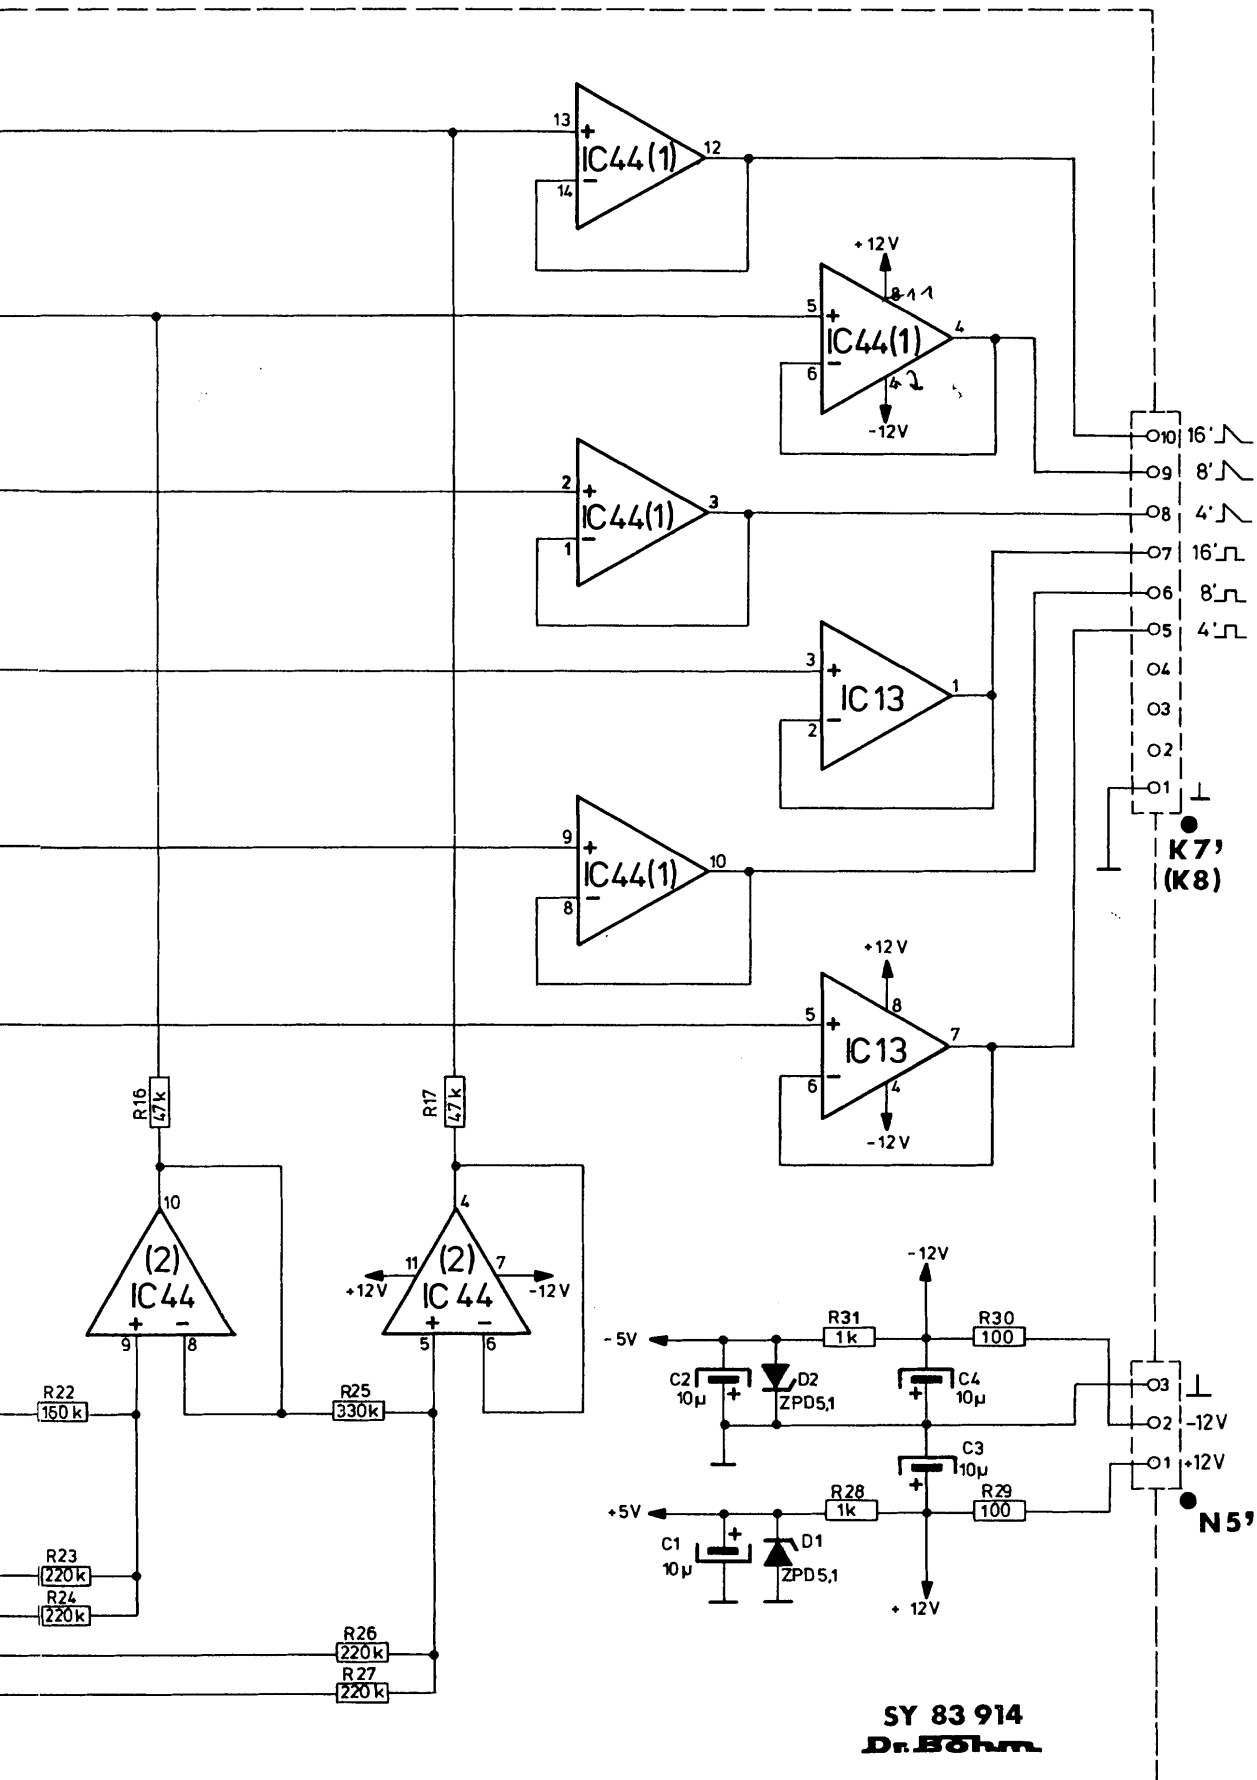 13
+
IC44(1)
−
14
12
+12V
8 11
5
+
IC44(1)
−
6
4
4 2
-12V
2
+
IC44(1)
−
1
3
10 16'
9 8'
8 4'
7 16'
6 8'
5 4'
4
3
2
1 ⊥
K7'
(K8)
3
+
IC13
−
2
1
9
+
IC44(1)
−
8
10
+12V
8
5
+
IC13
−
6
7
4
-12V
R16
47k
R17
47k
10
(2)
IC44
+ −
9 8
4
11 (2) 7
+12V IC44 -12V
+ −
5 6
R22
160k
R25
330k
R23
220k
R24
220k
R26
220k
R27
220k
-12V
-5V
R31
1k
R30
100
C2
10µ
+
D2
ZPD5,1
C4
10µ
+
3 ⊥
2 -12V
1 +12V
N5'
C3
10µ
+
+5V
R28
1k
R29
100
C1
10µ
+
D1
ZPD5,1
+ 12V
SY 83 914
Dr. Böhm